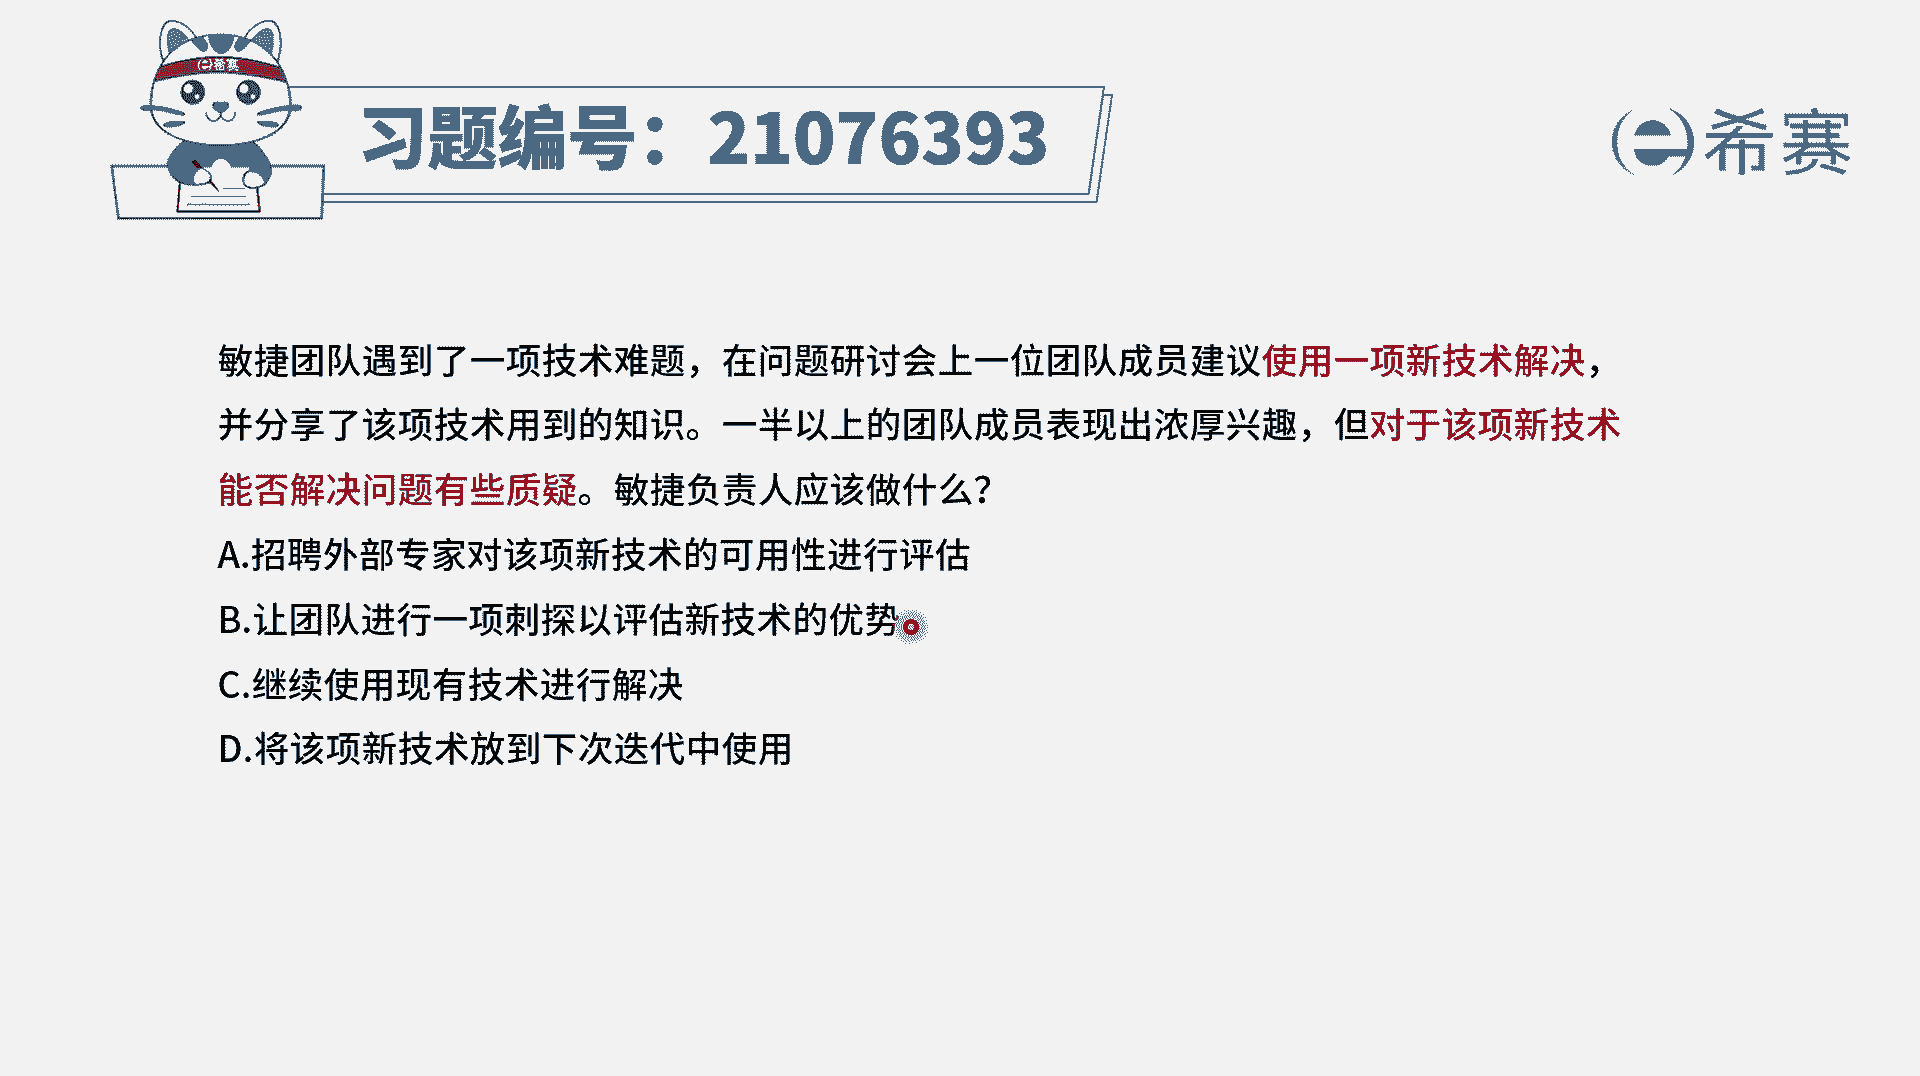 e希赛
习题编号：21076393
e希赛
敏捷团队遇到了一项技术难题，在问题研讨会上一位团队成员建议使用一项新技术解决，
并分享了该项技术用到的知识。一半以上的团队成员表现出浓厚兴趣，但对于该项新技术
能否解决问题有些质疑。敏捷负责人应该做什么？
A.招聘外部专家对该项新技术的可用性进行评估
B.让团队进行一项刺探以评估新技术的优势
C.继续使用现有技术进行解决
D.将该项新技术放到下次迭代中使用